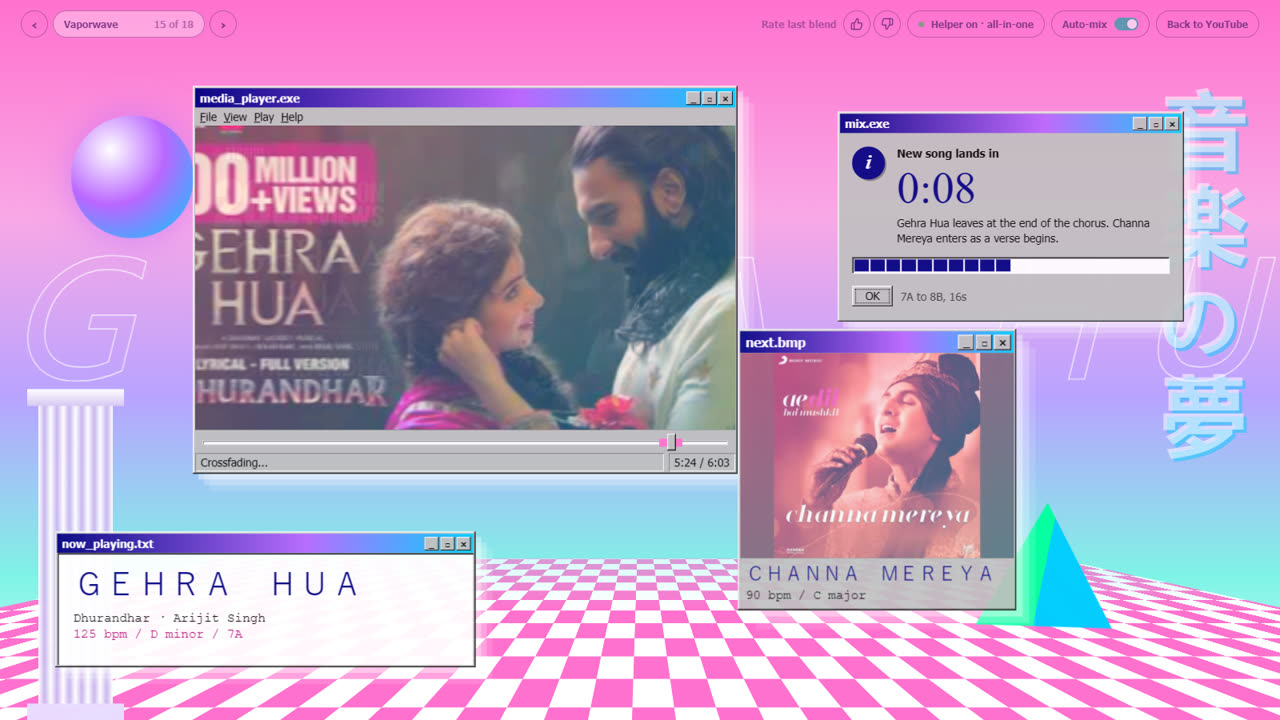 ‹ Vaporwave 15 of 18 ›
Rate last blend
Helper on · all-in-one
Auto-mix
Back to YouTube
media_player.exe
File View Play Help
00 MILLION
+VIEWS
GEHRA
HUA
LYRICAL - FULL VERSION
DHURANDHAR
Crossfading...
5:24 / 6:03
mix.exe
New song lands in
0:08
Gehra Hua leaves at the end of the chorus. Channa
Mereya enters as a verse begins.
OK
7A to 8B, 16s
音楽の夢
G
U
next.bmp
ae dil
hai mushkil
channa mereya
CHANNA MEREYA
90 bpm / C major
now_playing.txt
GEHRA HUA
Dhurandhar · Arijit Singh
125 bpm / D minor / 7A